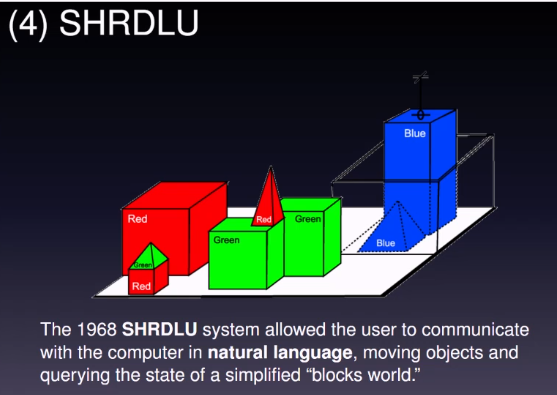 (4) SHRDLU
Blue
Red
Red
Green
Green
Green
Blue
Red
The 1968 SHRDLU system allowed the user to communicate
with the computer in natural language, moving objects and
querying the state of a simplified “blocks world.”